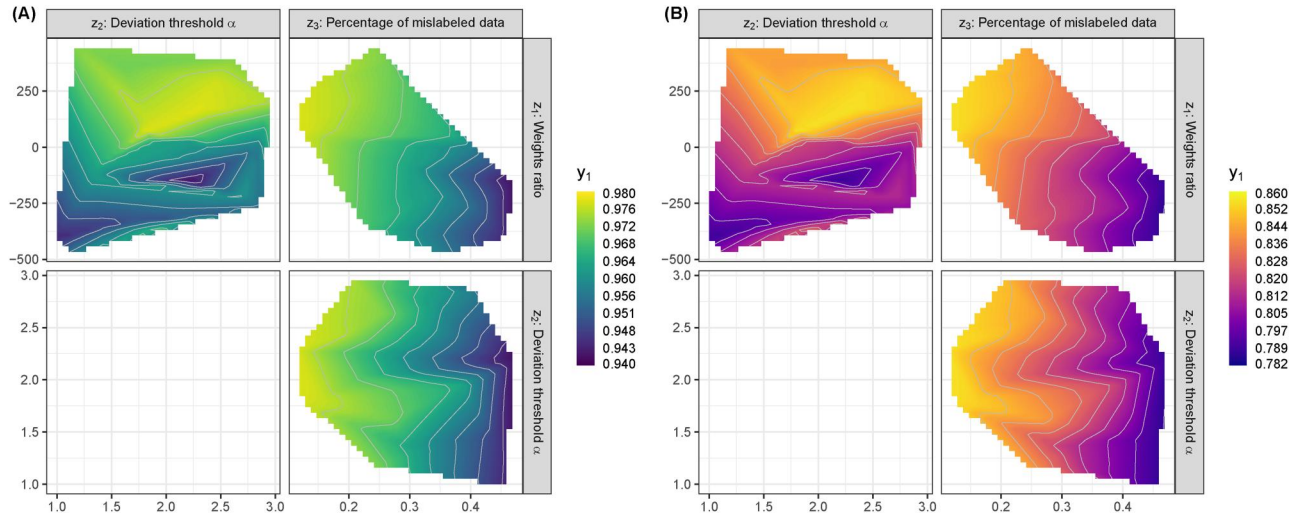 (A)
z₂: Deviation threshold α
z₃: Percentage of mislabeled data
250
0
−250
−500
z₁: Weights ratio
3.0
2.5
2.0
1.5
1.0
z₂: Deviation threshold α
1.0 1.5 2.0 2.5 3.0
0.2 0.3 0.4
y₁
0.980
0.976
0.972
0.968
0.964
0.960
0.956
0.951
0.948
0.943
0.940
(B)
z₂: Deviation threshold α
z₃: Percentage of mislabeled data
250
0
−250
−500
z₁: Weights ratio
3.0
2.5
2.0
1.5
1.0
z₂: Deviation threshold α
1.0 1.5 2.0 2.5 3.0
0.2 0.3 0.4
y₁
0.860
0.852
0.844
0.836
0.828
0.820
0.812
0.805
0.797
0.789
0.782